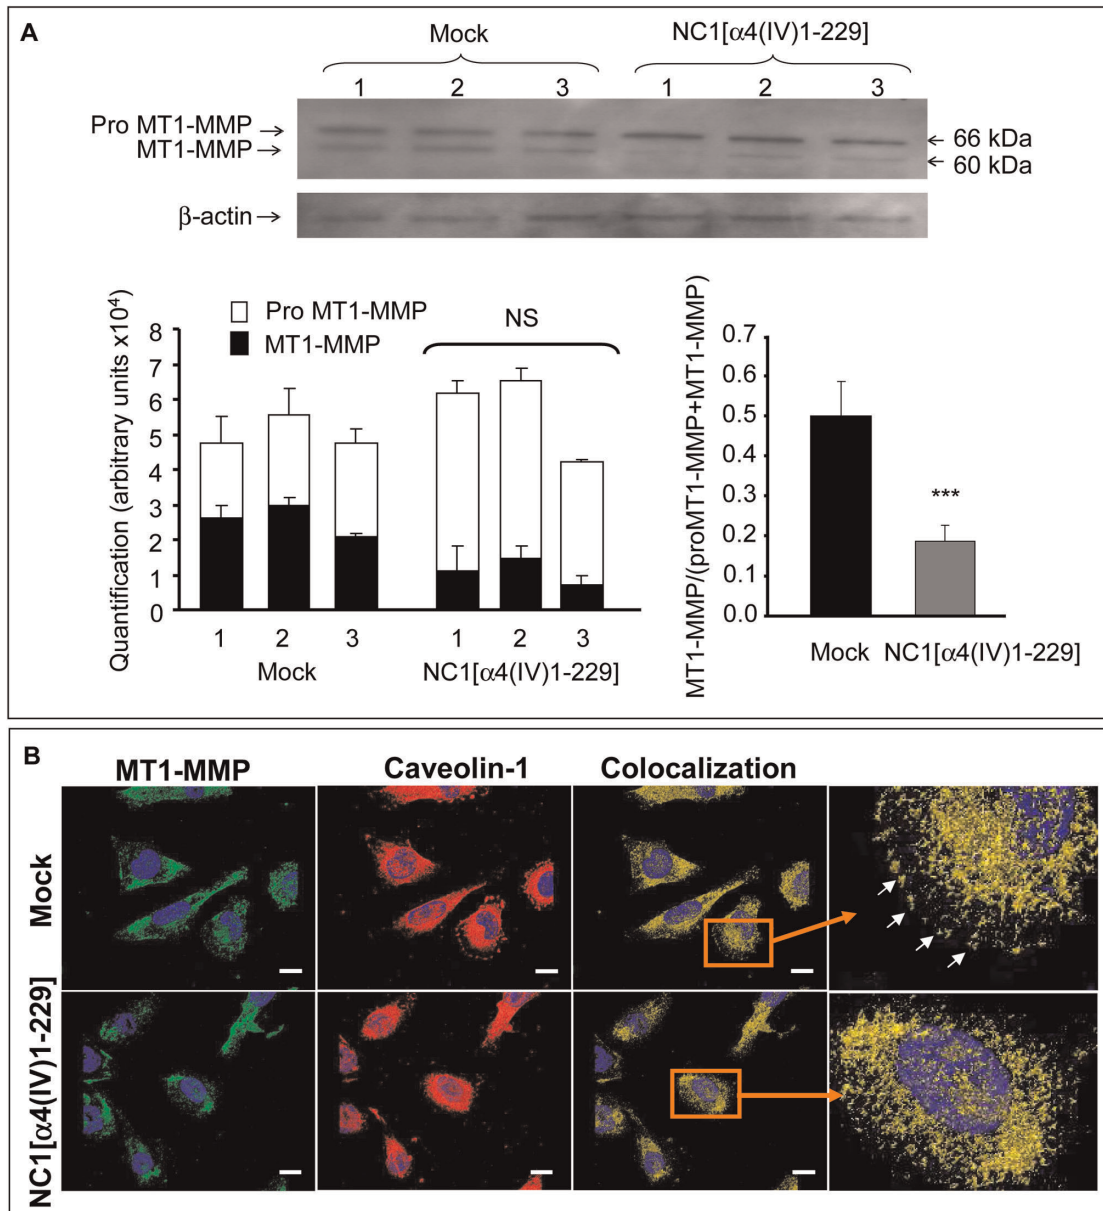 A
Mock
NC1[α4(IV)1-229]
1 2 3 1 2 3
Pro MT1-MMP
MT1-MMP
66 kDa
60 kDa
β-actin
Quantification (arbitrary units x10⁴)
8
7
6
5
4
3
2
1
0
Pro MT1-MMP
MT1-MMP
NS
1 2 3 1 2 3
Mock
NC1[α4(IV)1-229]
MT1-MMP/(proMT1-MMP+MT1-MMP)
0.7
0.6
0.5
0.4
0.3
0.2
0.1
0.0
***
Mock
NC1[α4(IV)1-229]
B
MT1-MMP
Caveolin-1
Colocalization
Mock
NC1[α4(IV)1-229]